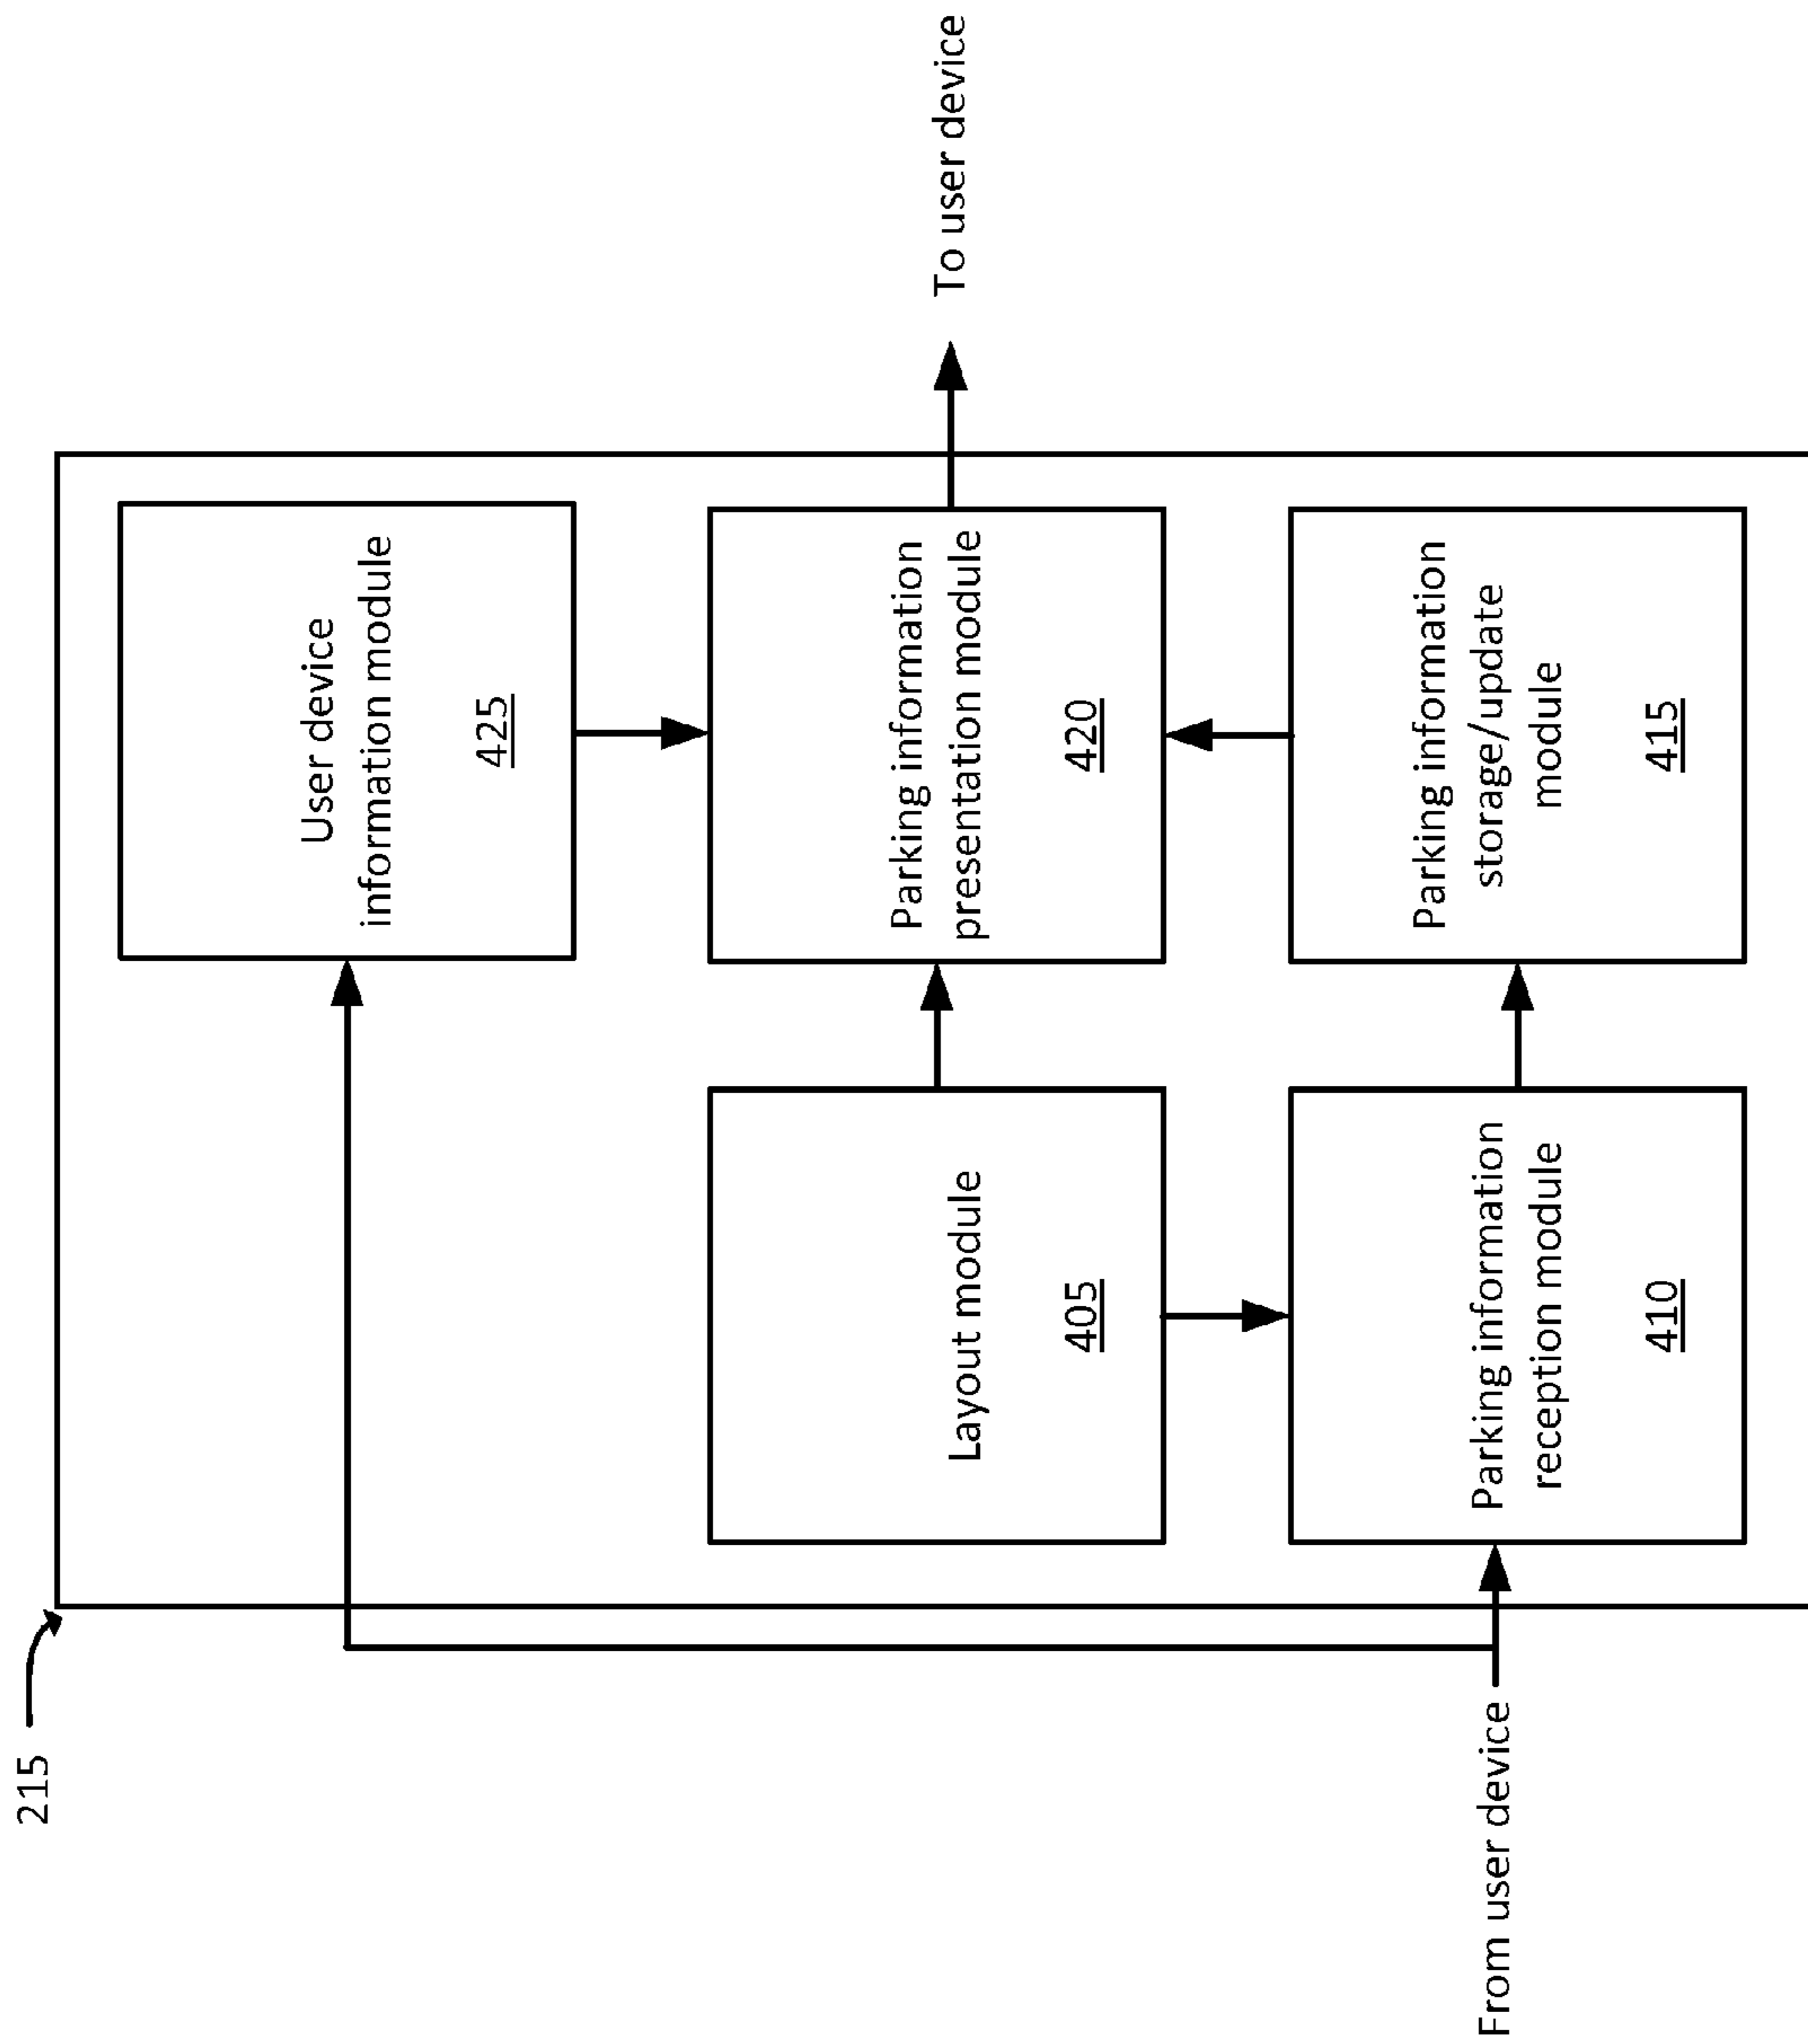 215
User device
information module
425
To user device
Layout module
405
Parking information
presentation module
420
From user device
Parking information
reception module
410
Parking information
storage/update
module
415